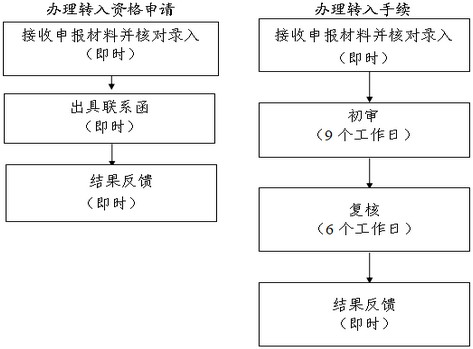 办理转入资格申请
接收申报材料并核对录入
（即时）
出具联系函
（即时）
结果反馈
（即时）
办理转入手续
接收申报材料并核对录入
（即时）
初审
（9 个工作日）
复核
（6 个工作日）
结果反馈
（即时）